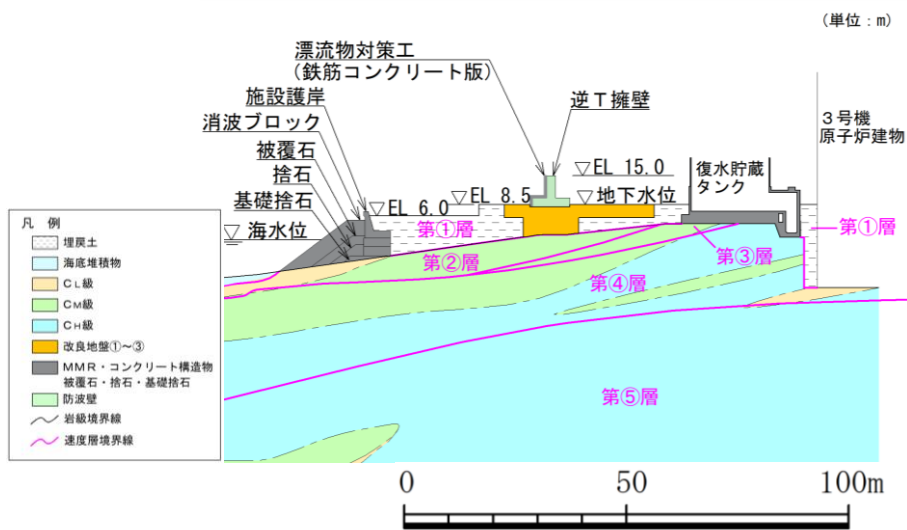 （単位：m）
漂流物対策工
（鉄筋コンクリート版）
施設護岸
消波ブロック
被覆石
捨石
基礎捨石
逆Ｔ擁壁
３号機
原子炉建物
復水貯蔵
タンク
▽EL 15.0
▽EL 8.5
▽地下水位
▽EL 6.0
▽海水位
第①層
第①層
第②層
第③層
第④層
第⑤層
凡　例
埋戻土
海底堆積物
ＣL級
ＣM級
ＣH級
改良地盤①～③
MMR・コンクリート構造物
被覆石・捨石・基礎捨石
防波壁
岩級境界線
速度層境界線
0 50 100m